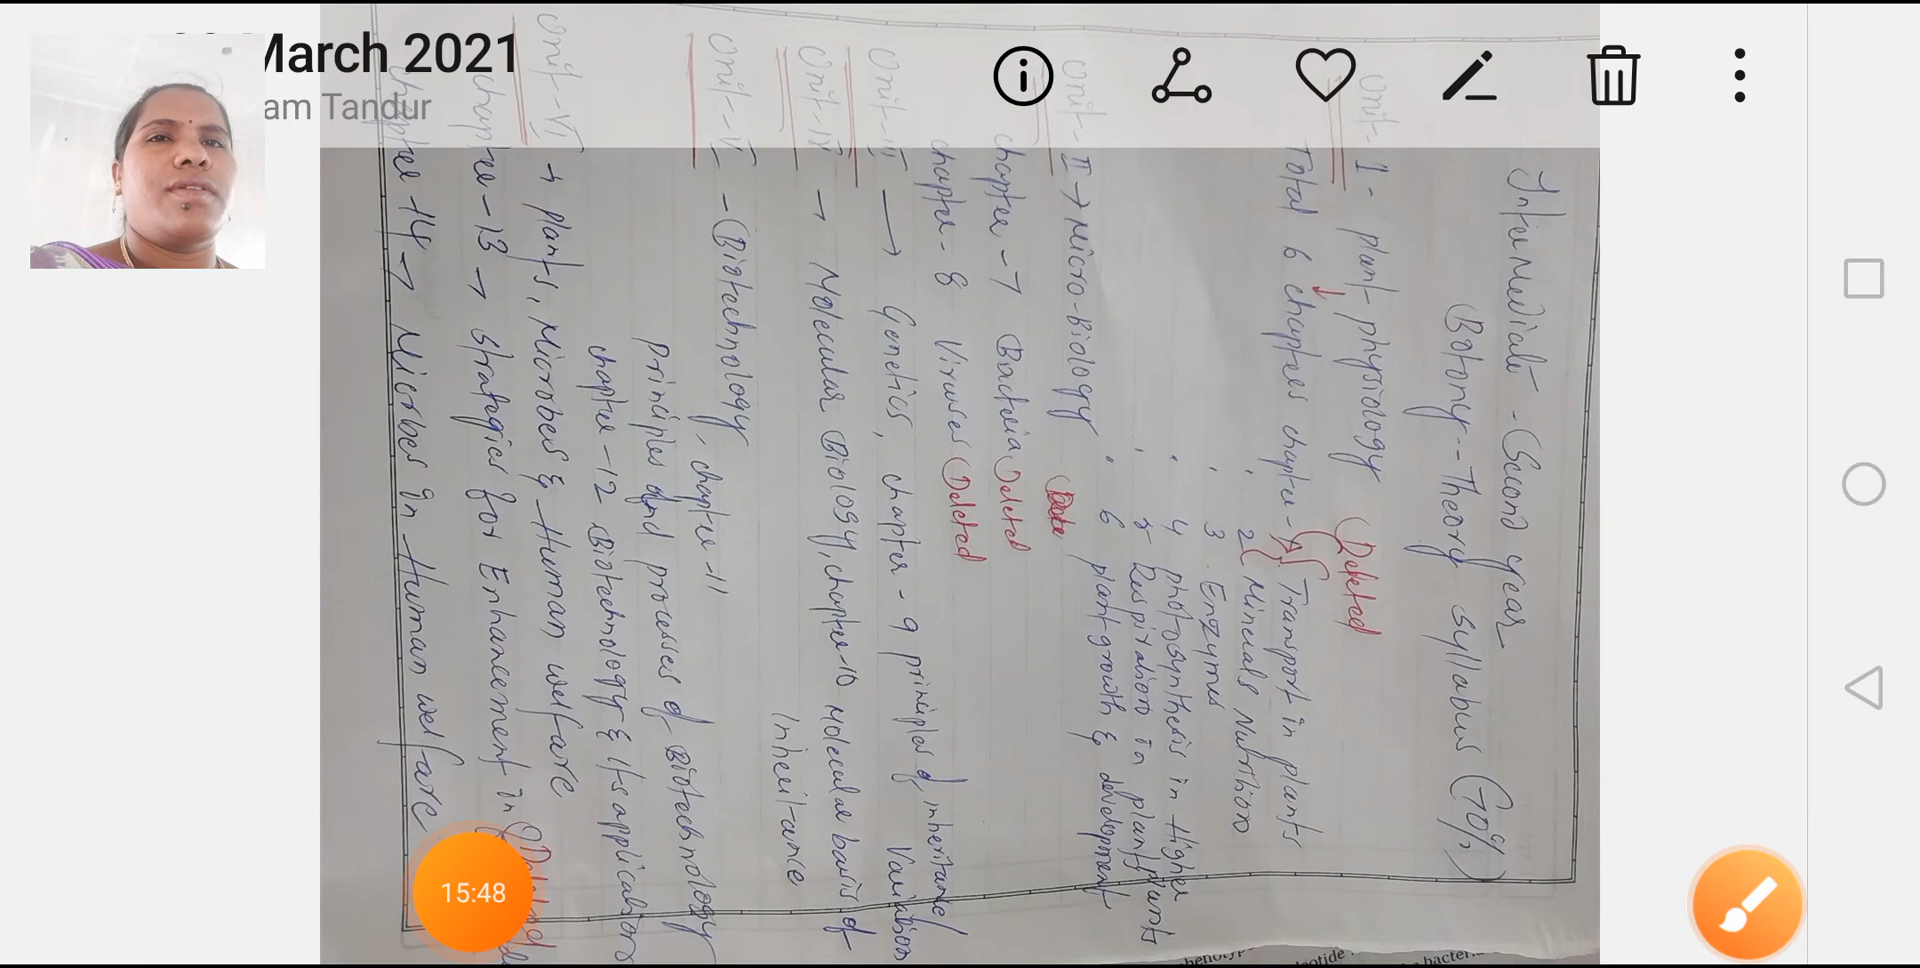 March 2021
am Tandur
15:48
InterMediate - Second year
Botony - Theory syllabus (70%)
Unit - I - plant physiology Deleted
Total 6 chapters chapter - 1. Transport in plants
2 Minerals Nutrition
3. Enzymes
4 photosynthesis in Higher plants
5 Respiration in plants
6 plant growth & development
Unit - II → Micro-Biology
chapter - 7 Bacteria Deleted
chapter - 8 Viruses Deleted
Unit - III → Genetics, chapter - 9 principles of inheritance
Variation
Unit - IV → Molecular Biology, chapter-10 Molecular basis of
inheritance
Unit - V - Biotechnology, chapter - 11
principles and processes of Biotechnology
chapter - 12 Biotechnology & its applications
Unit - VI → plants, Microbes & Human welfare
chapter - 13 → Strategies for Enhancement in
chapter - 14 → Microbes in Human welfare
Deleted